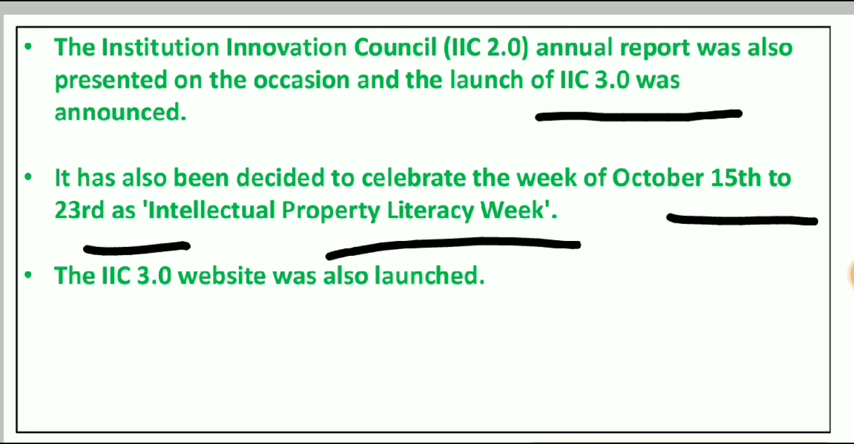 • The Institution Innovation Council (IIC 2.0) annual report was also
presented on the occasion and the launch of IIC 3.0 was
announced.
• It has also been decided to celebrate the week of October 15th to
23rd as 'Intellectual Property Literacy Week'.
• The IIC 3.0 website was also launched.